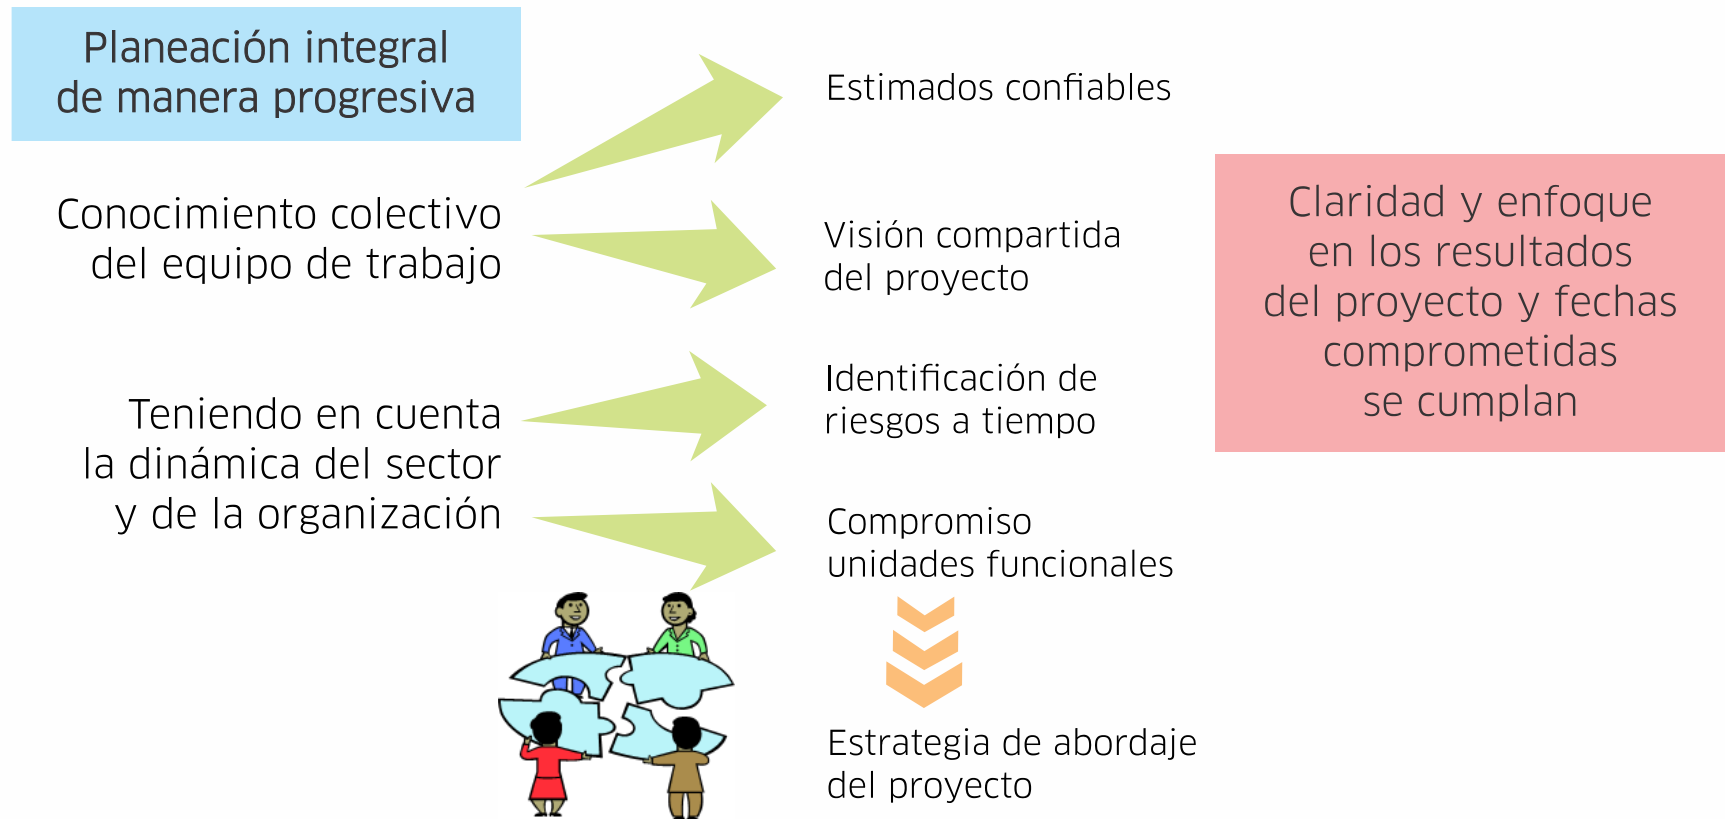 Planeación integral
de manera progresiva
Conocimiento colectivo
del equipo de trabajo
Teniendo en cuenta
la dinámica del sector
y de la organización
Estimados confiables
Visión compartida
del proyecto
Identificación de
riesgos a tiempo
Compromiso
unidades funcionales
Estrategia de abordaje
del proyecto
Claridad y enfoque
en los resultados
del proyecto y fechas
comprometidas
se cumplan